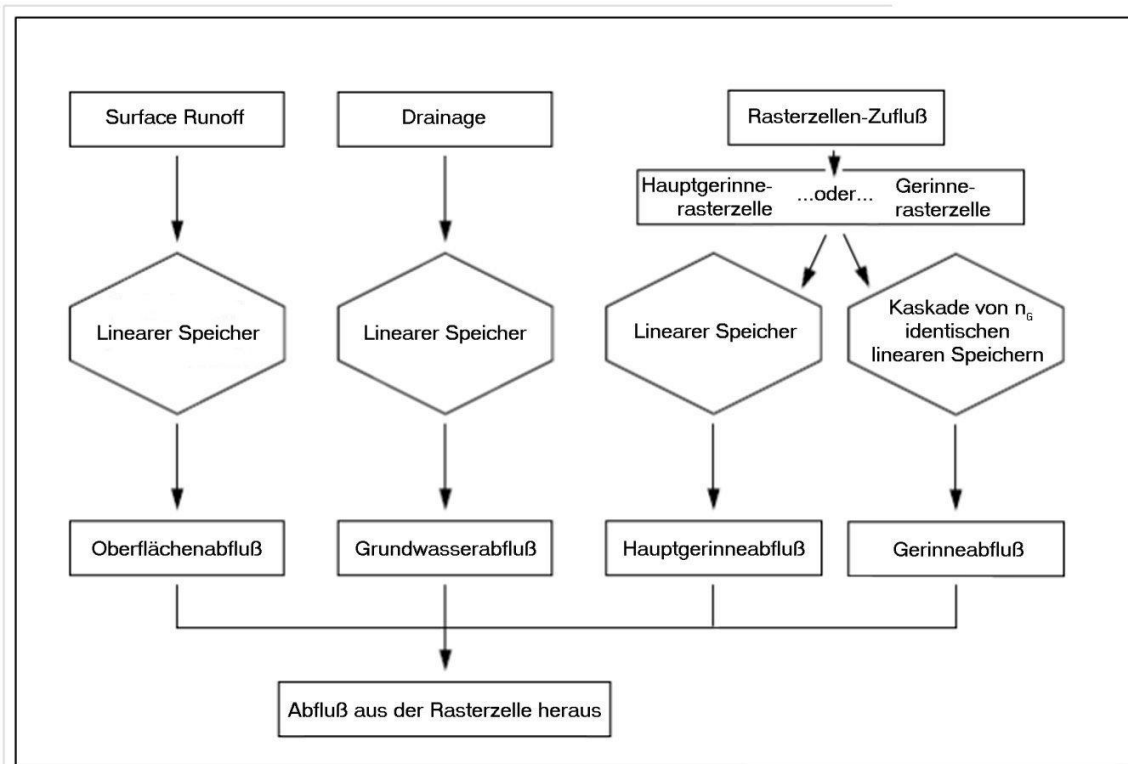 Surface Runoff
Drainage
Rasterzellen-Zufluß
Hauptgerinne-
rasterzelle
...oder...
Gerinne-
rasterzelle
Linearer Speicher
Linearer Speicher
Linearer Speicher
Kaskade von n_G
identischen
linearen Speichern
Oberflächenabfluß
Grundwasserabfluß
Hauptgerinneabfluß
Gerinneabfluß
Abfluß aus der Rasterzelle heraus